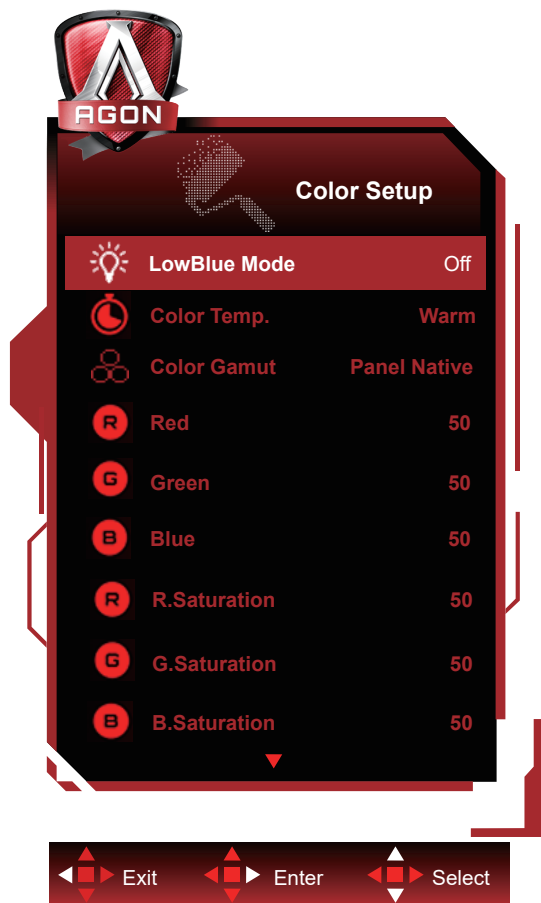 AGON
Color Setup
LowBlue Mode Off
Color Temp. Warm
Color Gamut Panel Native
R Red 50
G Green 50
B Blue 50
R R.Saturation 50
G G.Saturation 50
B B.Saturation 50
Exit Enter Select